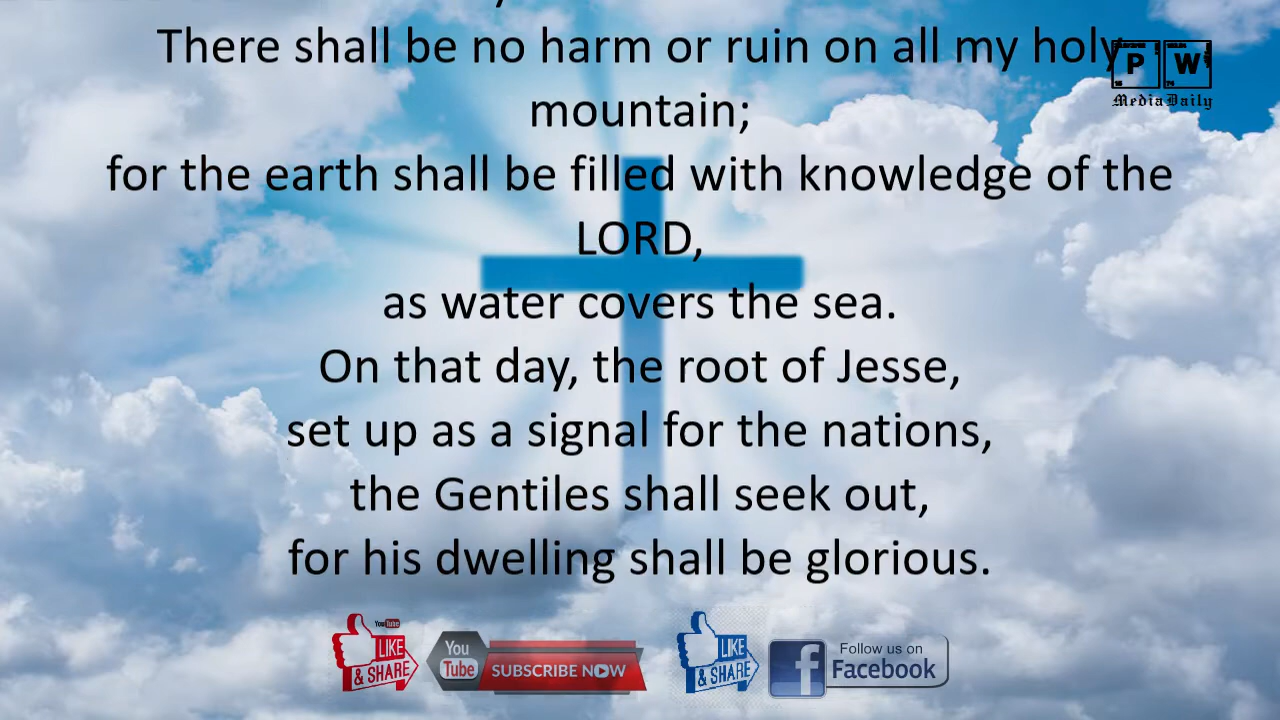 There shall be no harm or ruin on all my holy
mountain;
for the earth shall be filled with knowledge of the
LORD,
as water covers the sea.
On that day, the root of Jesse,
set up as a signal for the nations,
the Gentiles shall seek out,
for his dwelling shall be glorious.
P W
Media Daily
YouTube
LIKE
& SHARE
You
Tube
SUBSCRIBE NOW
LIKE
& SHARE
f
Follow us on
Facebook